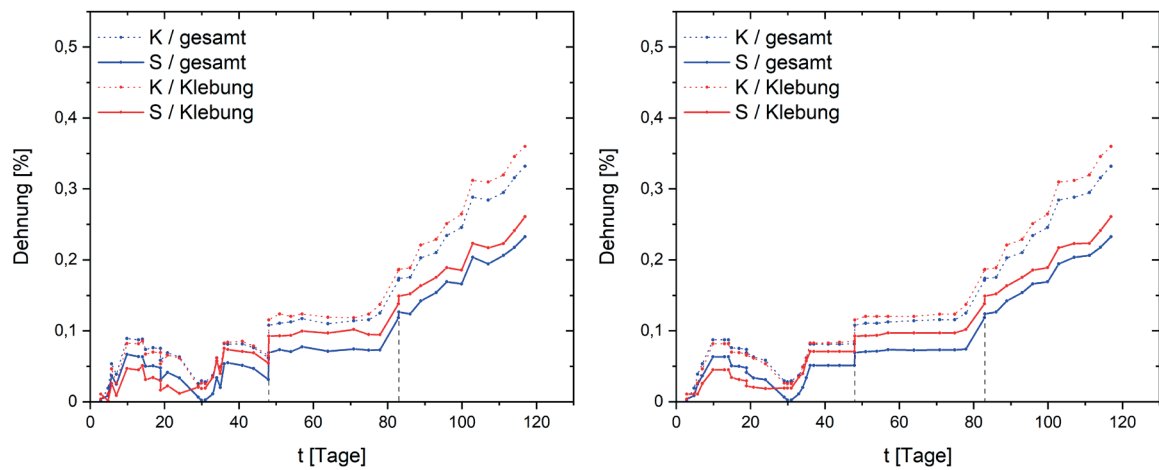 0,5
0,4
0,3
0,2
0,1
0
Dehnung [%]
K / gesamt
S / gesamt
K / Klebung
S / Klebung
0 20 40 60 80 100 120
t [Tage]
0,5
0,4
0,3
0,2
0,1
0
Dehnung [%]
K / gesamt
S / gesamt
K / Klebung
S / Klebung
0 20 40 60 80 100 120
t [Tage]